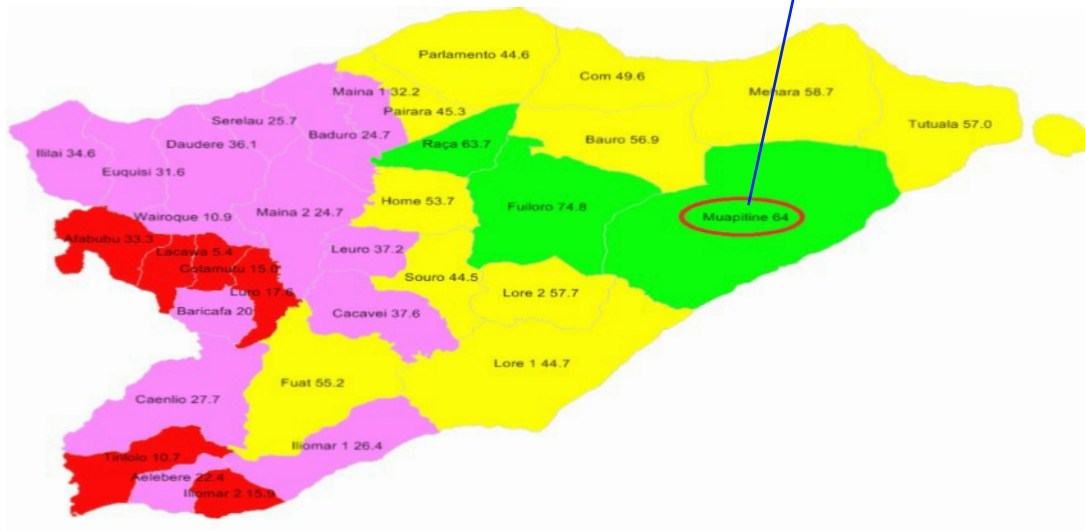 Parlamento 44.6
Com 49.6
Mehara 58.7
Maina 1 32.2
Pairara 45.3
Serelau 25.7
Baduro 24.7
Tutuala 57.0
Daudere 36.1
Raça 63.7
Bauro 56.9
Ililai 34.6
Euquisi 31.6
Home 53.7
Fuiloro 74.8
Maina 2 24.7
Wairoque 10.9
Muapitine 64
Afabubu 33.3
Leuro 37.2
Lacawa 5.4
Cotamutu 15.0
Souro 44.5
Luro 17.6
Lore 2 57.7
Baricafa 20
Cacavei 37.6
Lore 1 44.7
Fuat 55.2
Caenlio 27.7
Iliomar 1 26.4
Tirilolo 10.7
Aelebere 22.4
Iliomar 2 15.9